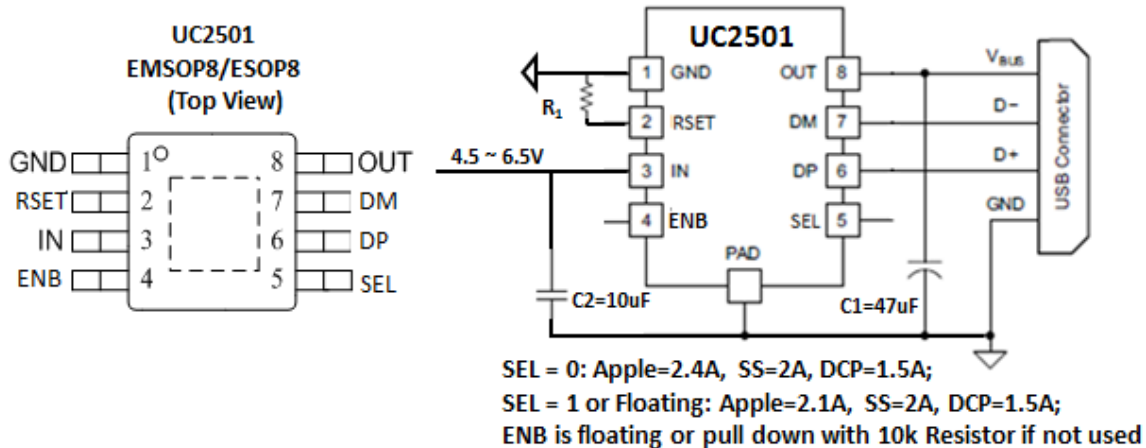 UC2501
EMSOP8/ESOP8
(Top View)
GND 1 8 OUT
RSET 2 7 DM
IN 3 6 DP
ENB 4 5 SEL
UC2501
1 GND OUT 8 VBUS
R1
2 RSET DM 7 D−
4.5 ~ 6.5V 3 IN DP 6 D+
4 ENB SEL 5 GND
USB Connector
PAD
C2=10uF
C1=47uF
SEL = 0: Apple=2.4A, SS=2A, DCP=1.5A;
SEL = 1 or Floating: Apple=2.1A, SS=2A, DCP=1.5A;
ENB is floating or pull down with 10k Resistor if not used